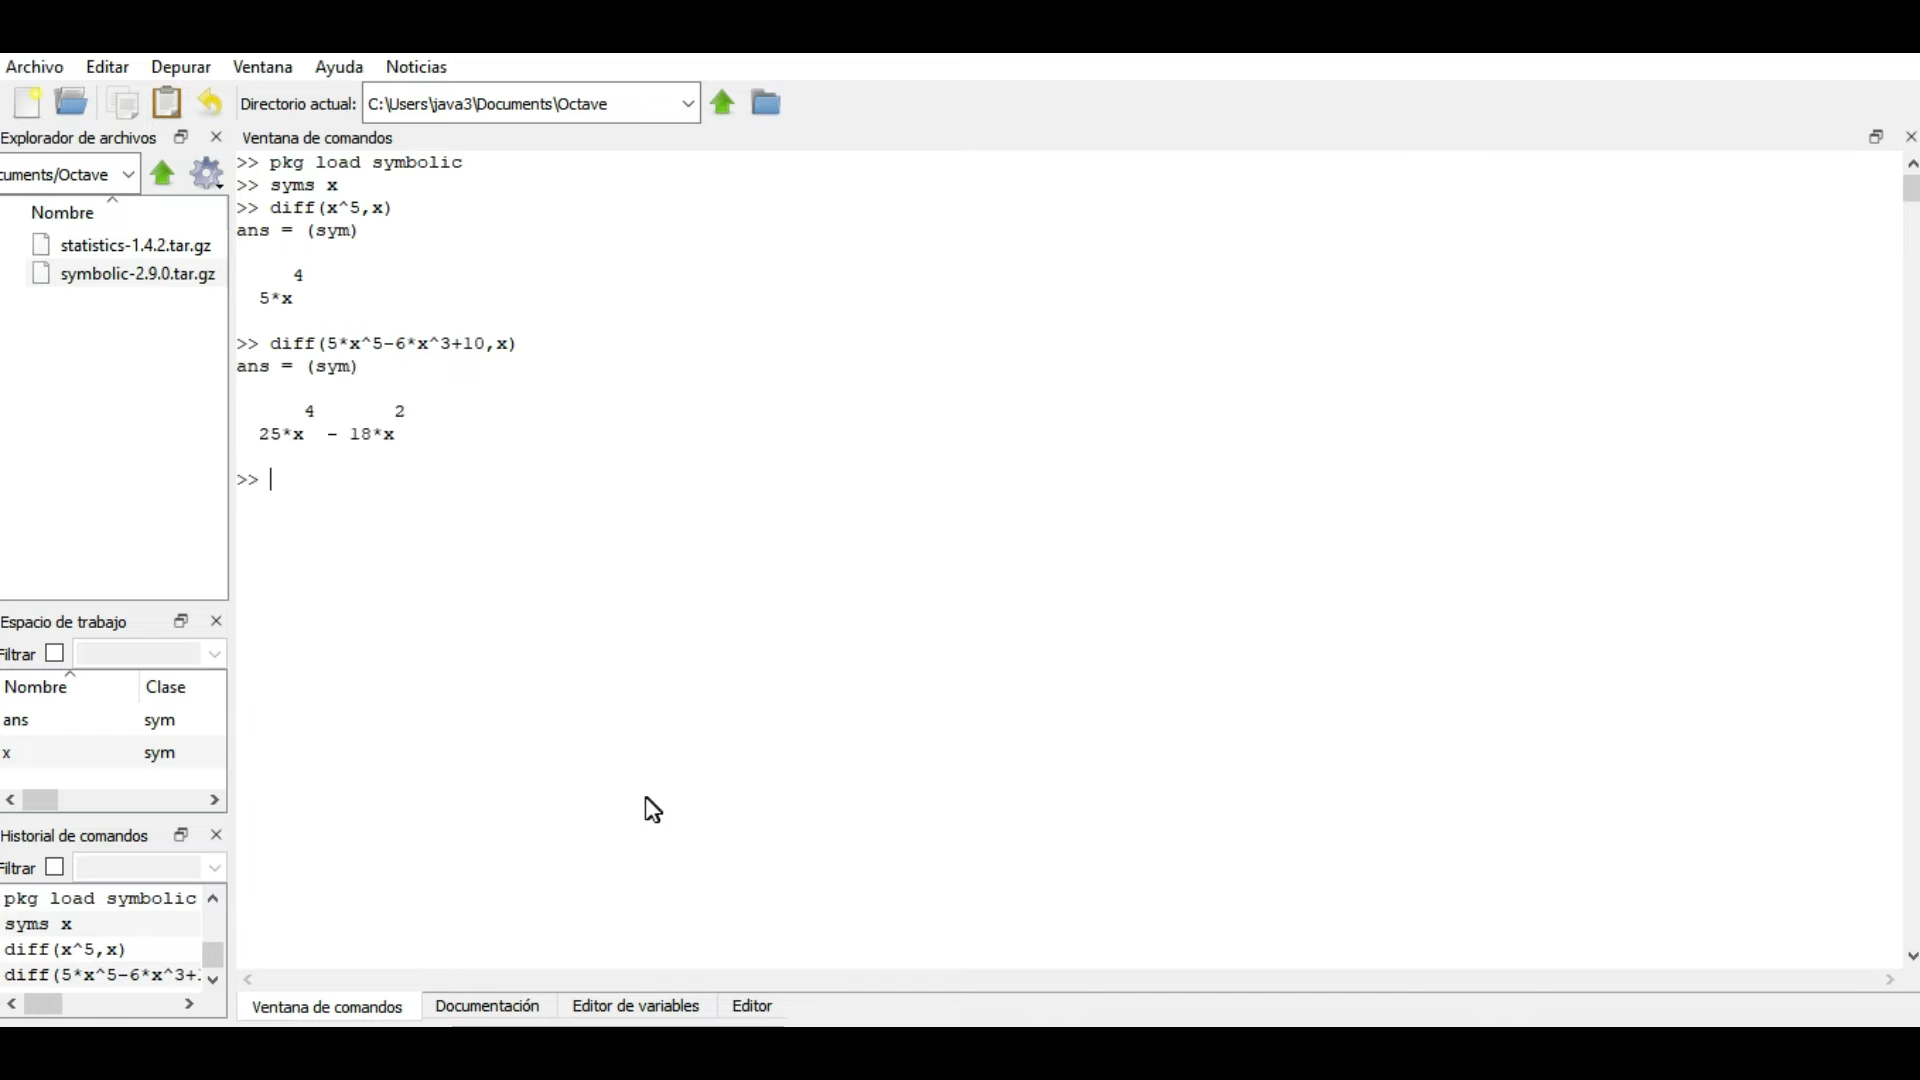 Archivo Editar Depurar Ventana Ayuda Noticias
Directorio actual: C:\Users\java3\Documents\Octave
Explorador de archivos
cuments/Octave
Nombre
statistics-1.4.2.tar.gz
symbolic-2.9.0.tar.gz
Espacio de trabajo
Filtrar
Nombre Clase
ans sym
x sym
Historial de comandos
Filtrar
pkg load symbolic
syms x
diff(x^5,x)
diff(5*x^5-6*x^3+1
Ventana de comandos
>> pkg load symbolic
>> syms x
>> diff(x^5,x)
ans = (sym)
4
5*x
>> diff(5*x^5-6*x^3+10,x)
ans = (sym)
4 2
25*x - 18*x
>>
Ventana de comandos Documentación Editor de variables Editor